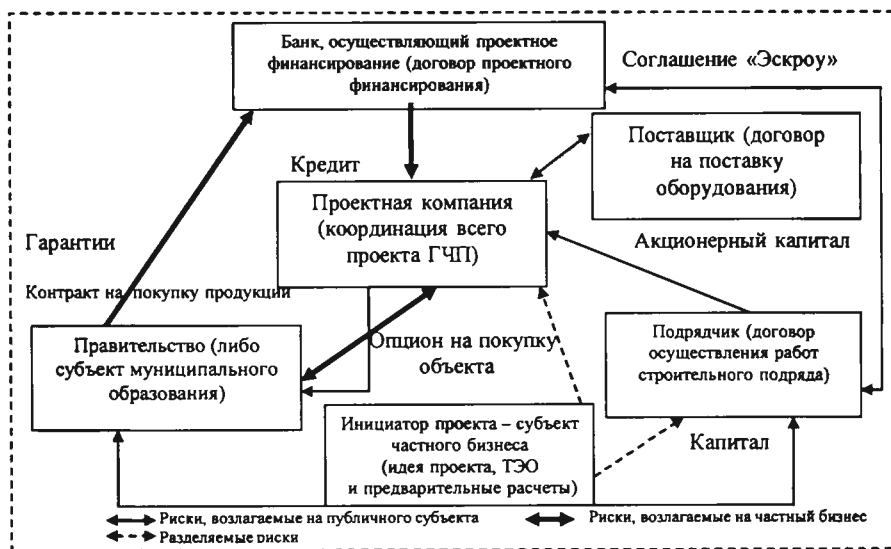 Банк, осуществляющий проектное
финансирование (договор проектного
финансирования)
Соглашение «Эскроу»
Поставщик (договор
на поставку
оборудования)
Кредит
Проектная компания
(координация всего
проекта ГЧП)
Гарантии
Акционерный капитал
Контракт на покупку продукции
Правительство (либо
субъект муниципального
образования)
Опцион на покупку
объекта
Подрядчик (договор
осуществления работ
строительного подряда)
Инициатор проекта – субъект
частного бизнеса
(идея проекта, ТЭО
и предварительные расчеты)
Капитал
Риски, возлагаемые на публичного субъекта
Риски, возлагаемые на частный бизнес
Разделяемые риски